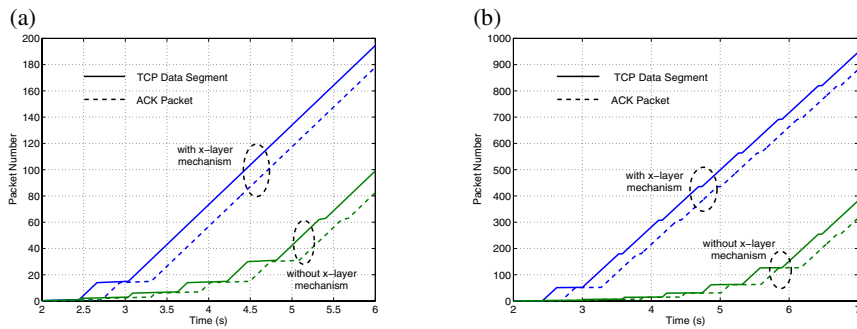 (a)
200
180
160
140
120
100
80
60
40
20
0
2
2.5
3
3.5
4
4.5
5
5.5
6
Time (s)
Packet Number
TCP Data Segment
ACK Packet
with x-layer
mechanism
without x-layer
mechanism
(b)
1000
900
800
700
600
500
400
300
200
100
0
2
3
4
5
6
7
Time (s)
Packet Number
TCP Data Segment
ACK Packet
with x-layer
mechanism
without x-layer
mechanism